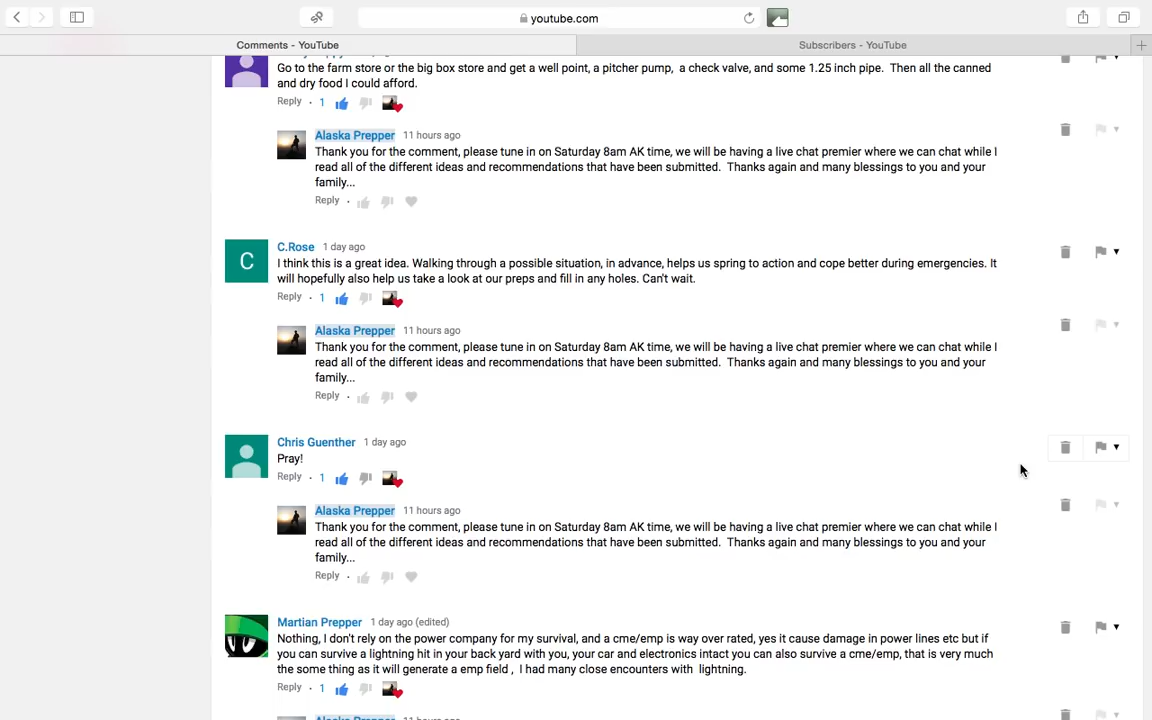 youtube.com
Comments - YouTube
Subscribers - YouTube
Go to the farm store or the big box store and get a well point, a pitcher pump, a check valve, and some 1.25 inch pipe. Then all the canned
and dry food I could afford.
Reply · 1
Alaska Prepper 11 hours ago
Thank you for the comment, please tune in on Saturday 8am AK time, we will be having a live chat premier where we can chat while I
read all of the different ideas and recommendations that have been submitted. Thanks again and many blessings to you and your
family...
Reply ·
C
C.Rose 1 day ago
I think this is a great idea. Walking through a possible situation, in advance, helps us spring to action and cope better during emergencies. It
will hopefully also help us take a look at our preps and fill in any holes. Can't wait.
Reply · 1
Alaska Prepper 11 hours ago
Thank you for the comment, please tune in on Saturday 8am AK time, we will be having a live chat premier where we can chat while I
read all of the different ideas and recommendations that have been submitted. Thanks again and many blessings to you and your
family...
Reply ·
Chris Guenther 1 day ago
Pray!
Reply · 1
Alaska Prepper 11 hours ago
Thank you for the comment, please tune in on Saturday 8am AK time, we will be having a live chat premier where we can chat while I
read all of the different ideas and recommendations that have been submitted. Thanks again and many blessings to you and your
family...
Reply ·
Martian Prepper 1 day ago (edited)
Nothing, I don't rely on the power company for my survival, and a cme/emp is way over rated, yes it cause damage in power lines etc but if
you can survive a lightning hit in your back yard with you, your car and electronics intact you can also survive a cme/emp, that is very much
the some thing as it will generate a emp field , I had many close encounters with lightning.
Reply · 1
Alaska Prepper 11 hours ago